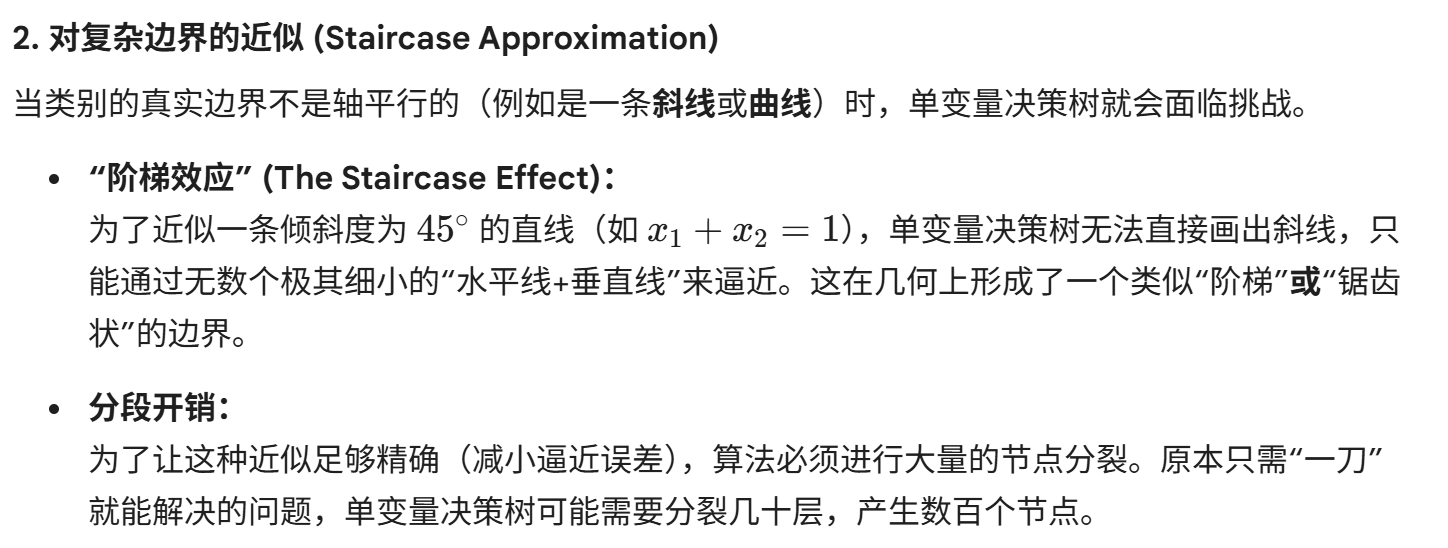 2. 对复杂边界的近似 (Staircase Approximation)
当类别的真实边界不是轴平行的（例如是一条斜线或曲线）时，单变量决策树就会面临挑战。
• “阶梯效应” (The Staircase Effect)：
为了近似一条倾斜度为 45° 的直线（如 x₁ + x₂ = 1），单变量决策树无法直接画出斜线，只
能通过无数个极其细小的“水平线+垂直线”来逼近。这在几何上形成了一个类似“阶梯”或“锯齿
状”的边界。
• 分段开销：
为了让这种近似足够精确（减小逼近误差），算法必须进行大量的节点分裂。原本只需“一刀”
就能解决的问题，单变量决策树可能需要分裂几十层，产生数百个节点。